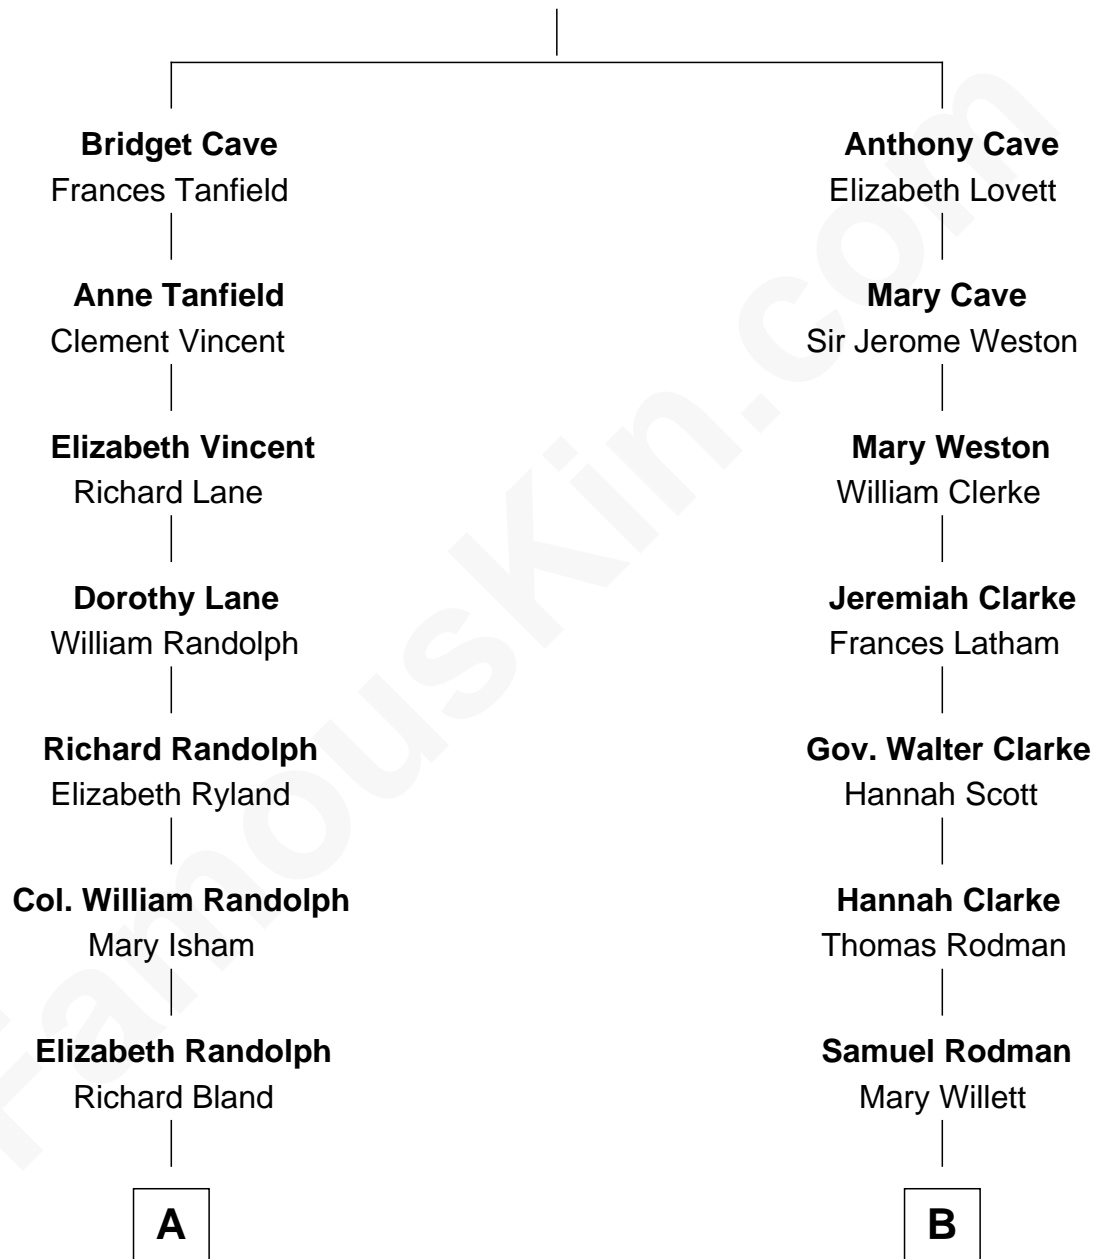 Bridget Cave
Frances Tanfield
Anne Tanfield
Clement Vincent
Elizabeth Vincent
Richard Lane
Dorothy Lane
William Randolph
Richard Randolph
Elizabeth Ryland
Col. William Randolph
Mary Isham
Elizabeth Randolph
Richard Bland
A
Anthony Cave
Elizabeth Lovett
Mary Cave
Sir Jerome Weston
Mary Weston
William Clerke
Jeremiah Clarke
Frances Latham
Gov. Walter Clarke
Hannah Scott
Hannah Clarke
Thomas Rodman
Samuel Rodman
Mary Willett
B
FamousKin.com